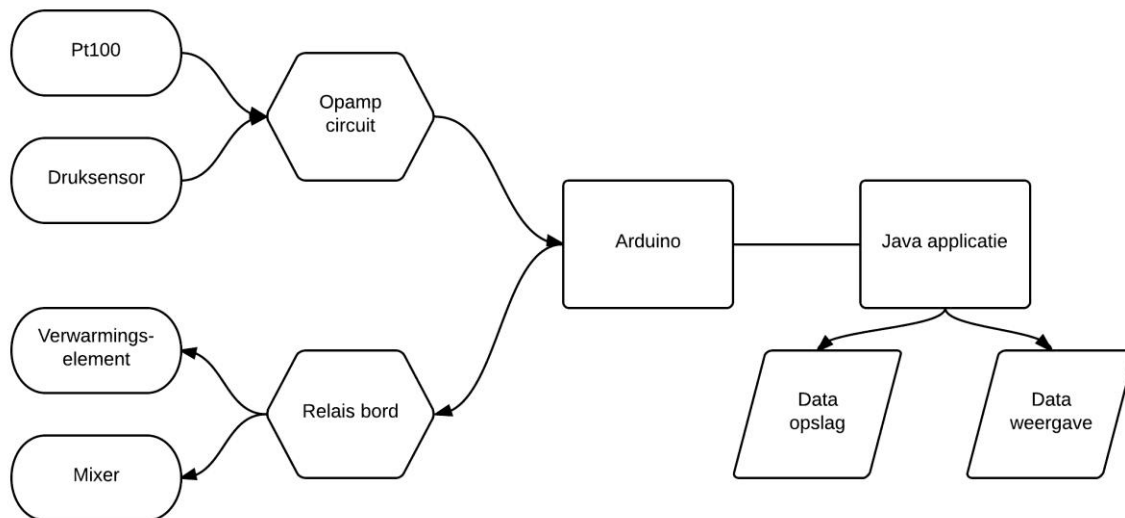 Pt100
Opamp
circuit
Druksensor
Arduino
Java applicatie
Verwarmings-
element
Relais bord
Mixer
Data
opslag
Data
weergave